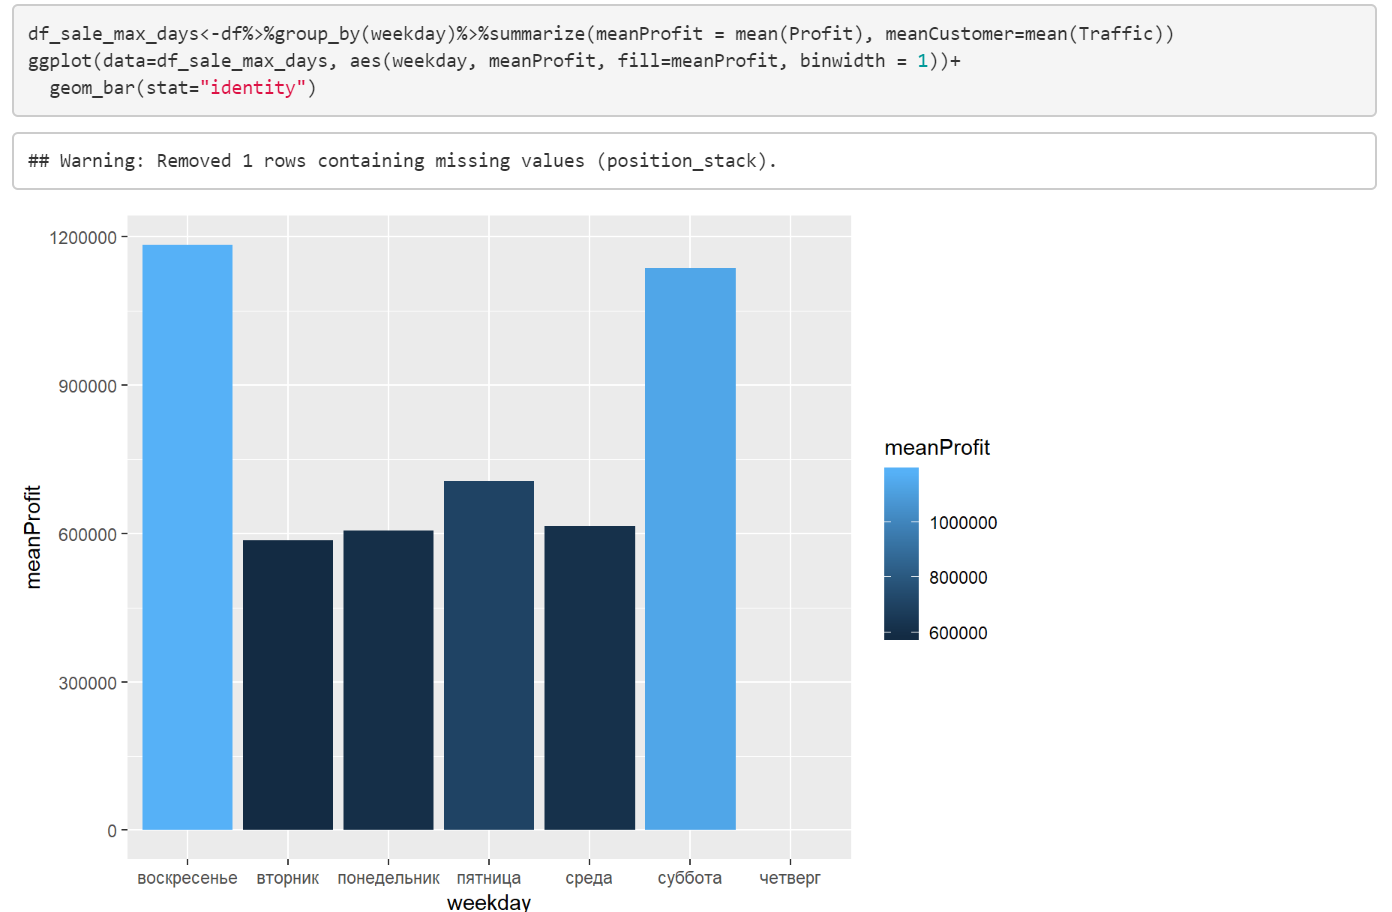 df_sale_max_days<-df%>%group_by(weekday)%>%summarize(meanProfit = mean(Profit), meanCustomer=mean(Traffic))
ggplot(data=df_sale_max_days, aes(weekday, meanProfit, fill=meanProfit, binwidth = 1))+
  geom_bar(stat="identity")
## Warning: Removed 1 rows containing missing values (position_stack).
1200000
900000
600000
300000
0
meanProfit
воскресенье вторник понедельник пятница среда суббота четверг
weekday
meanProfit
1000000
800000
600000